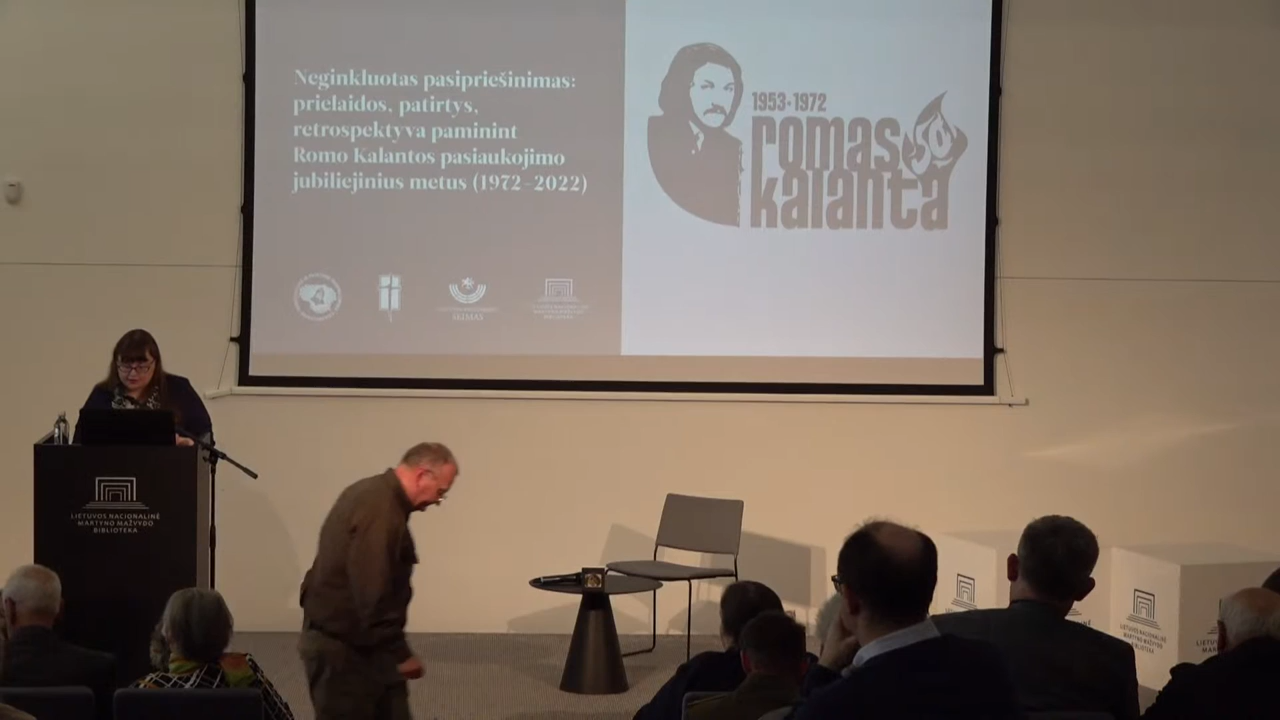 Neginkluotas pasipriešinimas:
prielaidos, patirtys,
retrospektyva paminint
Romo Kalantos pasiaukojimo
jubiliejinius metus (1972–2022)
1953-1972
romas
50
kalanta
SEIMAS
LIETUVOS NACIONALINĖ
MARTYNO MAŽVYDO
BIBLIOTEKA